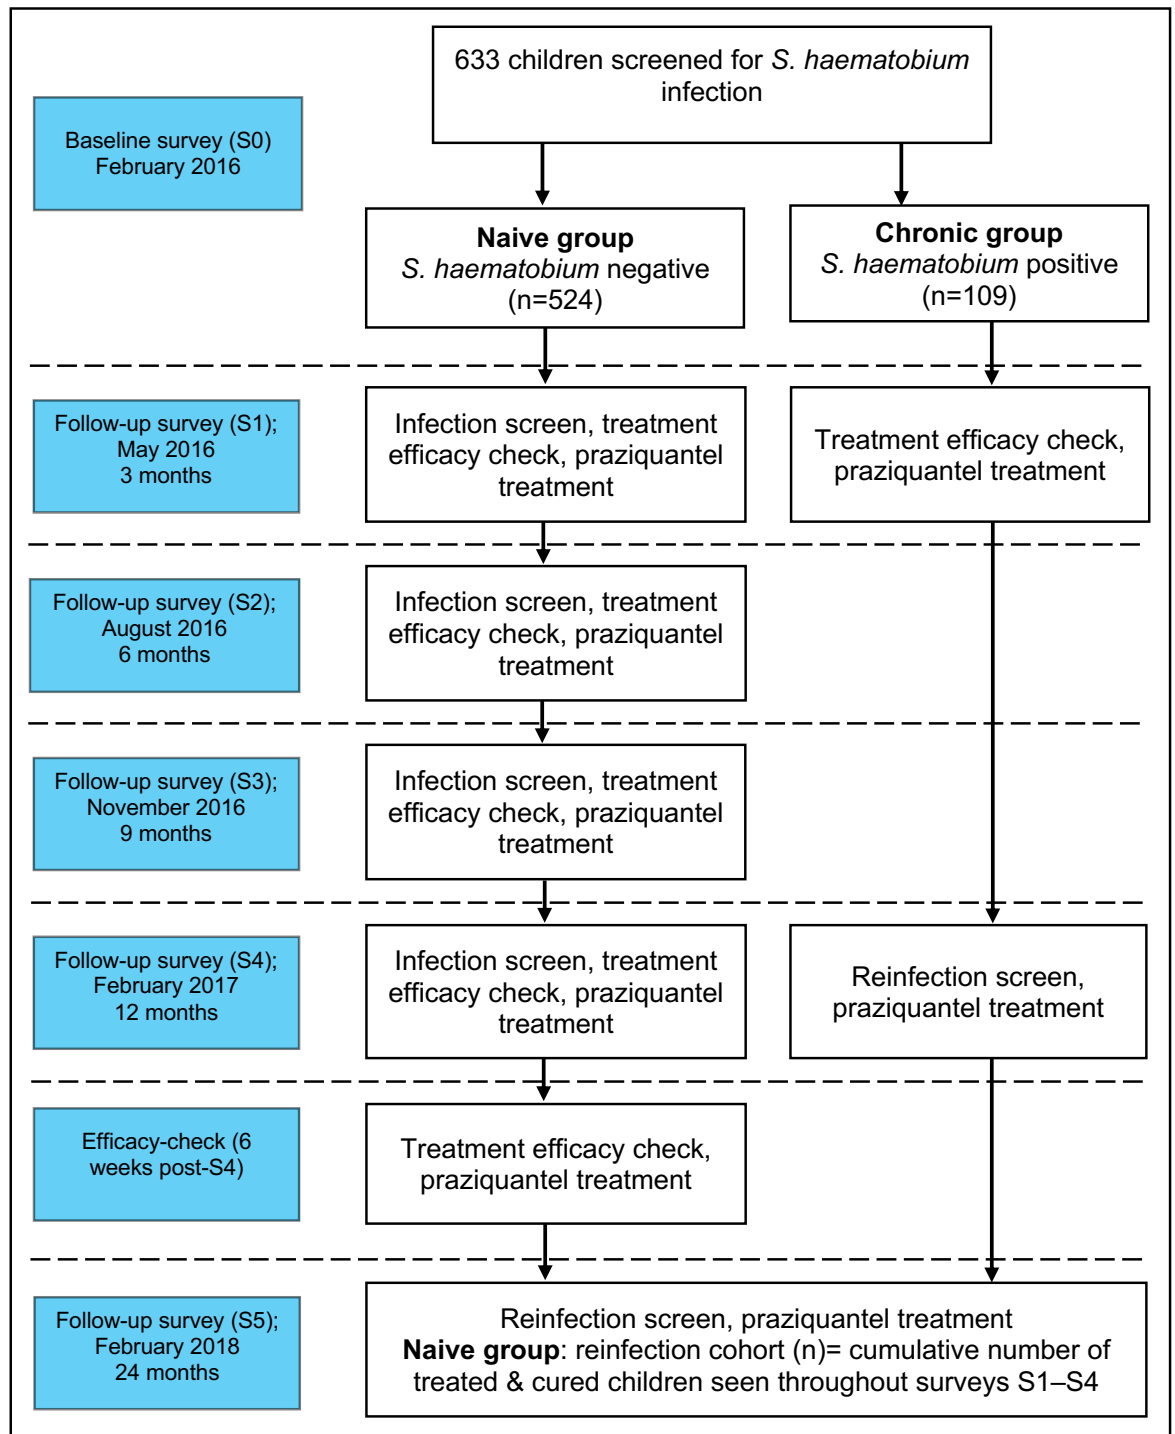 633 children screened for S. haematobium
infection
Baseline survey (S0)
February 2016
Naive group
S. haematobium negative
(n=524)
Chronic group
S. haematobium positive
(n=109)
Follow-up survey (S1);
May 2016
3 months
Infection screen, treatment
efficacy check, praziquantel
treatment
Treatment efficacy check,
praziquantel treatment
Follow-up survey (S2);
August 2016
6 months
Infection screen, treatment
efficacy check, praziquantel
treatment
Follow-up survey (S3);
November 2016
9 months
Infection screen, treatment
efficacy check, praziquantel
treatment
Follow-up survey (S4);
February 2017
12 months
Infection screen, treatment
efficacy check, praziquantel
treatment
Reinfection screen,
praziquantel treatment
Efficacy-check (6
weeks post-S4)
Treatment efficacy check,
praziquantel treatment
Follow-up survey (S5);
February 2018
24 months
Reinfection screen, praziquantel treatment
Naive group: reinfection cohort (n)= cumulative number of
treated & cured children seen throughout surveys S1–S4